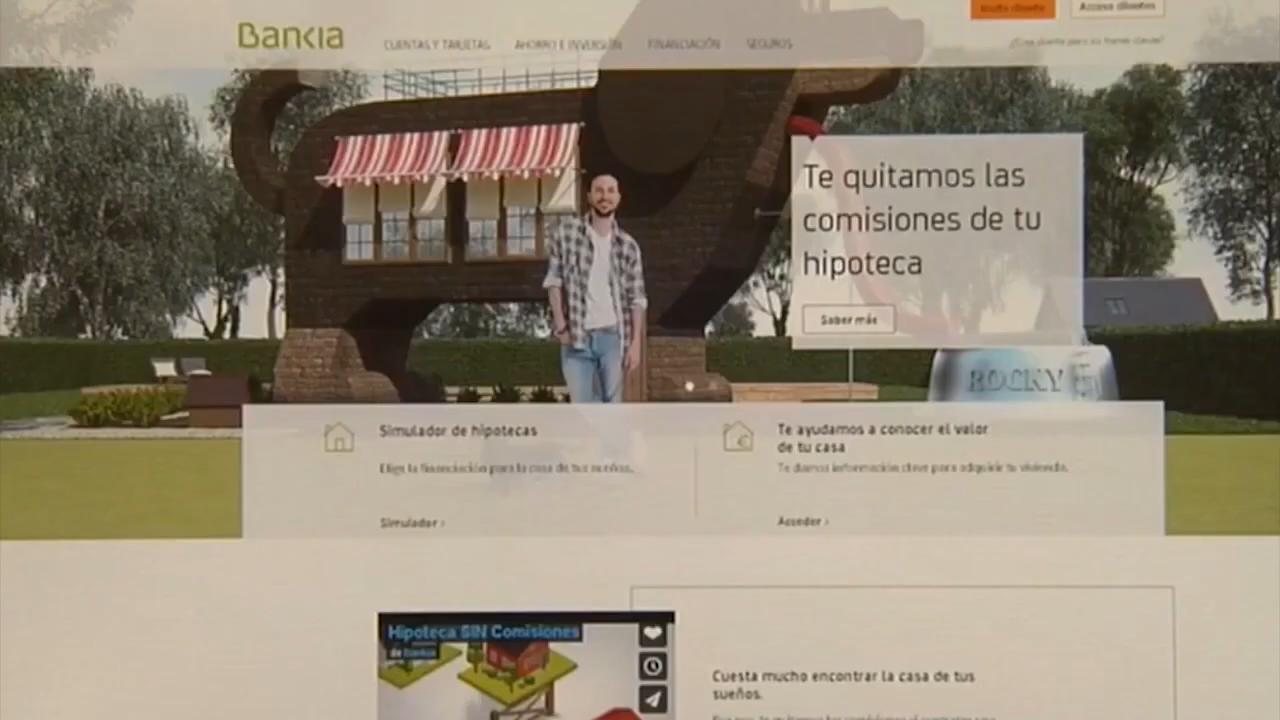 Hazte cliente
Acceso clientes
Bankia
CUENTAS Y TARJETAS
AHORRO E INVERSIÓN
FINANCIACIÓN
SEGUROS
Te quitamos las
comisiones de tu
hipoteca
Saber más
ROCKY
Simulador de hipotecas
Elige la financiación para la casa de tus sueños.
Simulador ›
Te ayudamos a conocer el valor
de tu casa
Te damos información clave para adquirir tu vivienda.
Acceder ›
Hipoteca SIN Comisiones
de Bankia
Cuesta mucho encontrar la casa de tus
sueños.